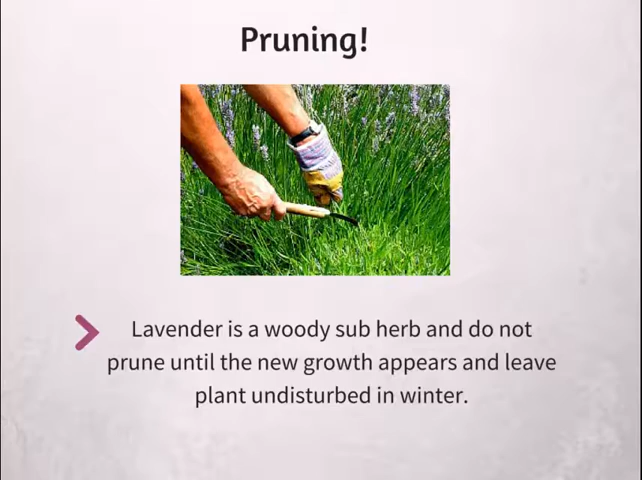 Pruning!
Lavender is a woody sub herb and do not
prune until the new growth appears and leave
plant undisturbed in winter.